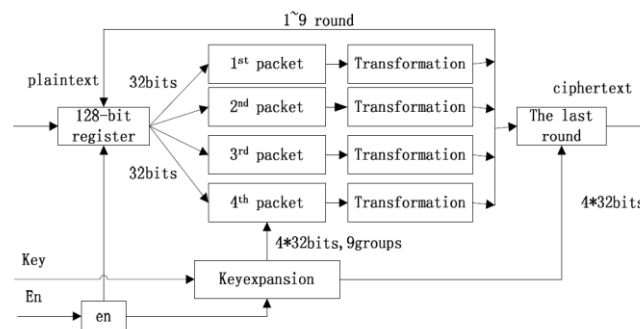 1~9 round
plaintext
32bits
1st packet
Transformation
ciphertext
128-bit
register
2nd packet
Transformation
The last
round
3rd packet
Transformation
32bits
4th packet
Transformation
4*32bits
4*32bits,9groups
Key
Keyexpansion
En
en